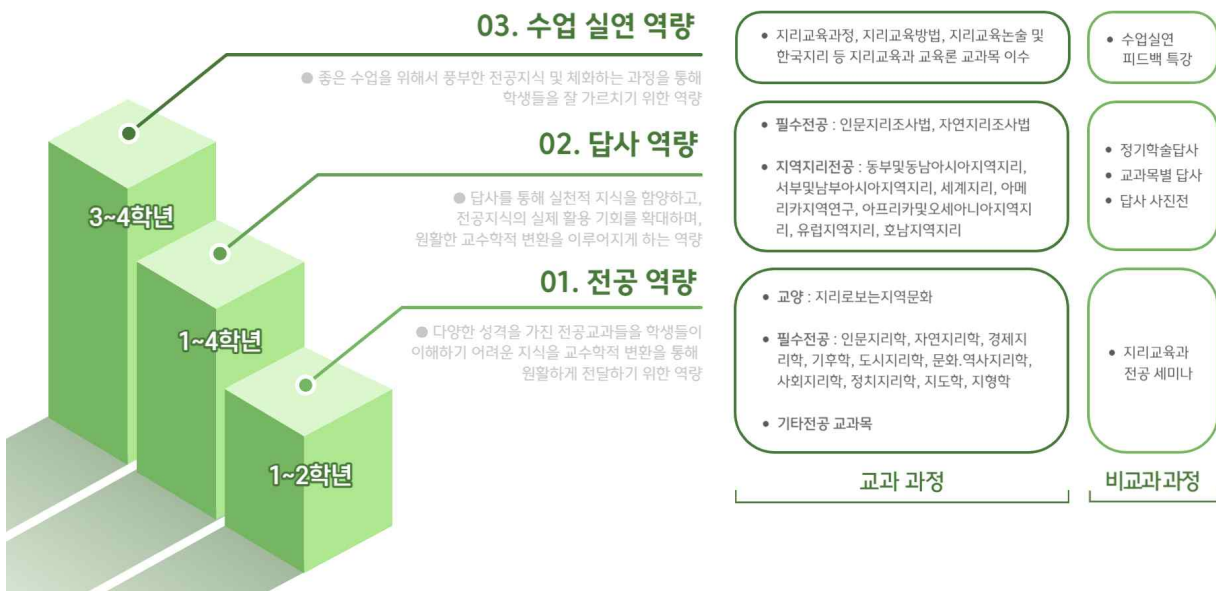 03. 수업 실연 역량
● 좋은 수업을 위해서 풍부한 전공지식 및 체화하는 과정을 통해
학생들을 잘 가르치기 위한 역량
• 지리교육과정, 지리교육방법, 지리교육논술 및
한국지리 등 지리교육과 교육론 교과목 이수
• 수업실연
피드백 특강
3~4학년
02. 답사 역량
● 답사를 통해 실천적 지식을 함양하고,
전공지식의 실제 활용 기회를 확대하며,
원활한 교수학적 변환을 이루어지게 하는 역량
• 필수전공 : 인문지리조사법, 자연지리조사법
• 지역지리전공 : 동부및동남아시아지역지리,
서부및남부아시아지역지리, 세계지리, 아메
리카지역연구, 아프리카및오세아니아지역지
리, 유럽지역지리, 호남지역지리
• 정기학술답사
• 교과목별 답사
• 답사 사진전
1~4학년
01. 전공 역량
● 다양한 성격을 가진 전공교과들을 학생들이
이해하기 어려운 지식을 교수학적 변환을 통해
원활하게 전달하기 위한 역량
• 교양 : 지리로보는지역문화
• 필수전공 : 인문지리학, 자연지리학, 경제지
리학, 기후학, 도시지리학, 문화.역사지리학,
사회지리학, 정치지리학, 지도학, 지형학
• 기타전공 교과목
• 지리교육과
전공 세미나
1~2학년
교과 과정
비교과과정